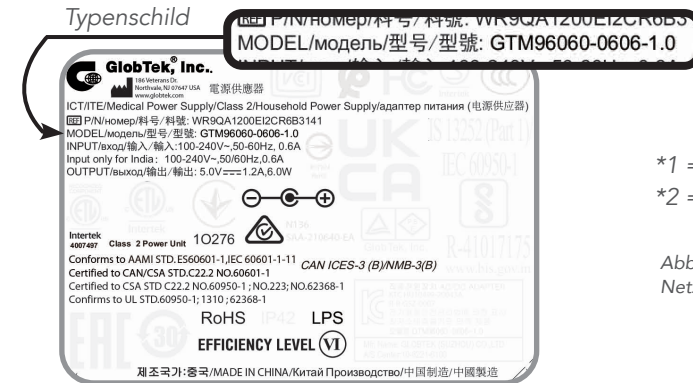 Typenschild
REF P/N/номер/料号/料號: WR9QA1200EI2CR6B3
MODEL/модель/型号/型號: GTM96060-0606-1.0
GlobTek, Inc.
186 Veterans Dr.
Northvale, NJ 07647 USA
www.globtek.com
電源供應器
ICT/ITE/Medical Power Supply/Class 2/Household Power Supply/адаптер питания (电源供应器)
REF P/N/номер/料号/料號: WR9QA1200EI2CR6B3141
MODEL/модель/型号/型號: GTM96060-0606-1.0
INPUT/вход/输入/輸入:100-240V~,50-60Hz, 0.6A
Input only for India: 100-240V~,50/60Hz, 0.6A
OUTPUT/выход/输出/輸出: 5.0V⎓1.2A,6.0W
IS 13252 (Part 1)
IEC 60950-1
UK
CA
Intertek
4007497
Class 2 Power Unit
10276
N136
R-41017175
Conforms to AAMI STD.ES60601-1,IEC 60601-1-11
Certified to CAN/CSA STD.C22.2 NO.60601-1
CAN ICES-3 (B)/NMB-3(B)
Certified to CSA STD C22.2 NO.60950-1 ; NO.223; NO.62368-1
Confirms to UL STD.60950-1; 1310 ; 62368-1
EAC
30
RoHS IP42 LPS
EFFICIENCY LEVEL VI
제조국가:중국/MADE IN CHINA/Китай Производство/中国制造/中國製造
*1 =
*2 =
Abb
Net